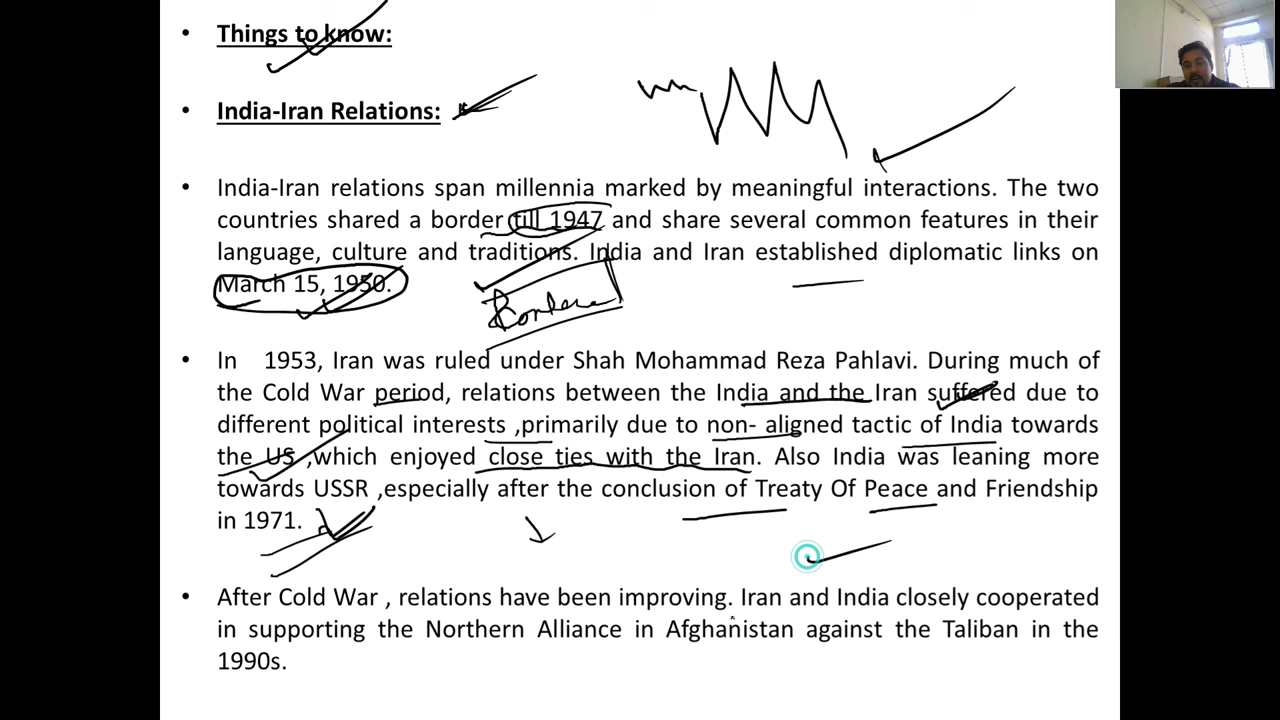 Things to know:
India-Iran Relations:
India-Iran relations span millennia marked by meaningful interactions. The two
countries shared a border till 1947 and share several common features in their
language, culture and traditions. India and Iran established diplomatic links on
March 15, 1950.
In 1953, Iran was ruled under Shah Mohammad Reza Pahlavi. During much of
the Cold War period, relations between the India and the Iran suffered due to
different political interests ,primarily due to non- aligned tactic of India towards
the US ,which enjoyed close ties with the Iran. Also India was leaning more
towards USSR ,especially after the conclusion of Treaty Of Peace and Friendship
in 1971.
After Cold War , relations have been improving. Iran and India closely cooperated
in supporting the Northern Alliance in Afghanistan against the Taliban in the
1990s.